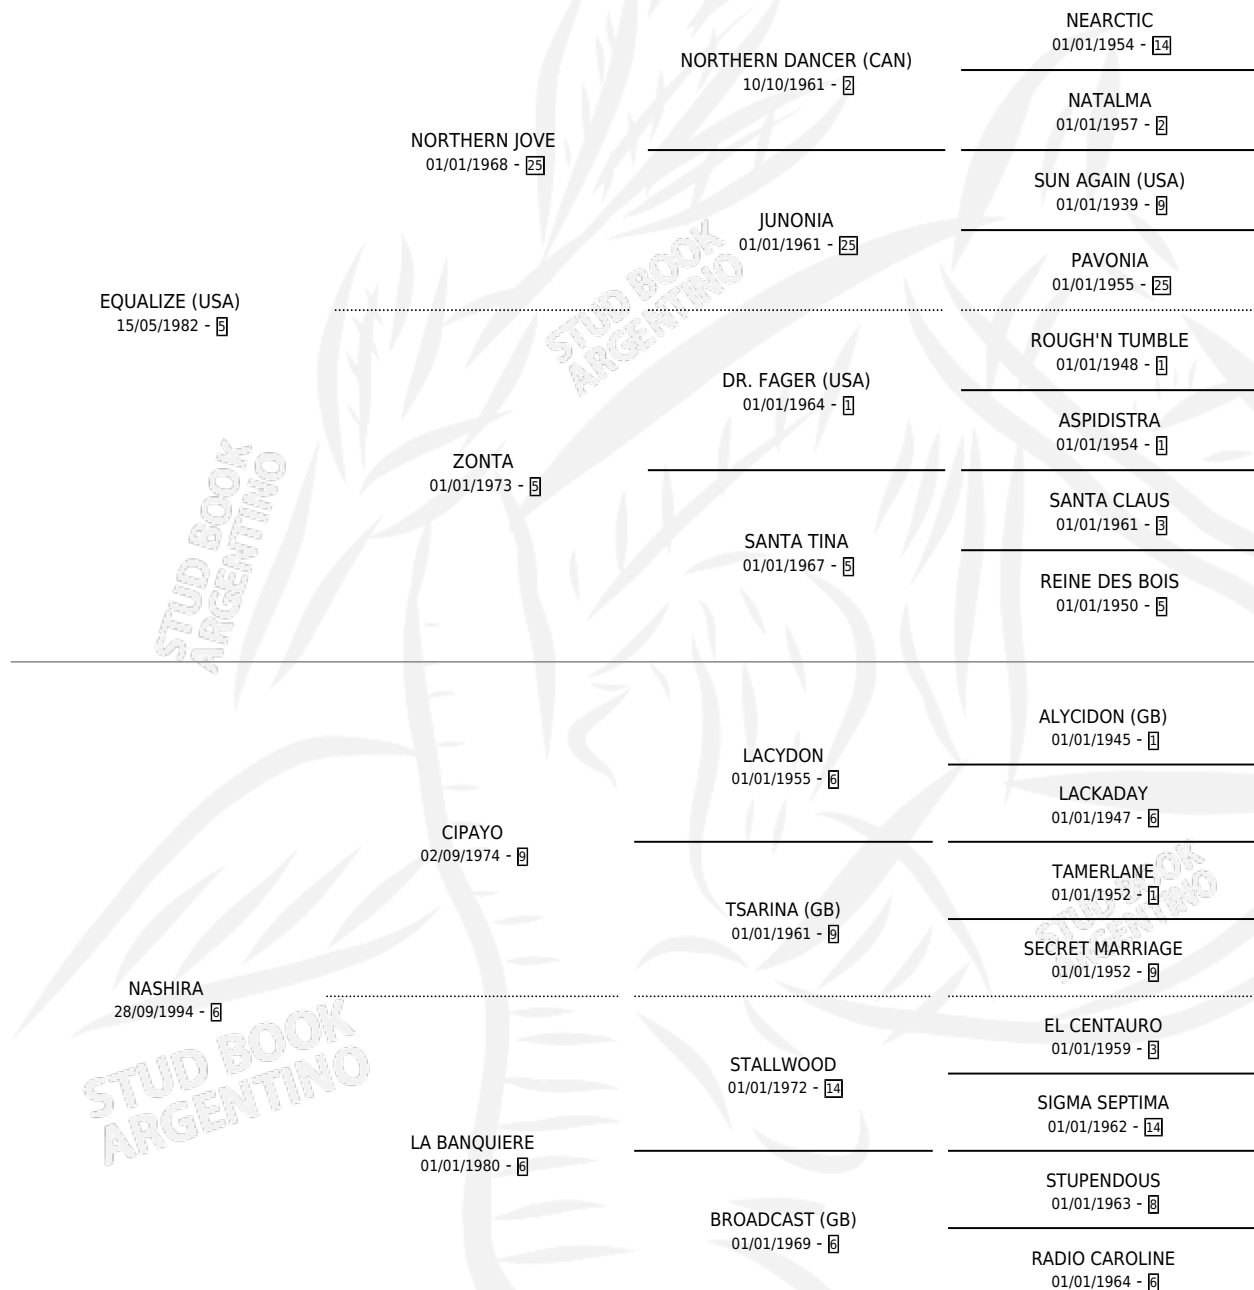 NEARCTIC
01/01/1954 - 14
NORTHERN DANCER (CAN)
10/10/1961 - 2
NATALMA
01/01/1957 - 2
NORTHERN JOVE
01/01/1968 - 25
SUN AGAIN (USA)
01/01/1939 - 9
JUNONIA
01/01/1961 - 25
PAVONIA
01/01/1955 - 25
EQUALIZE (USA)
15/05/1982 - 5
ROUGH'N TUMBLE
01/01/1948 - 1
DR. FAGER (USA)
01/01/1964 - 1
ASPIDISTRA
01/01/1954 - 1
ZONTA
01/01/1973 - 5
SANTA CLAUS
01/01/1961 - 3
SANTA TINA
01/01/1967 - 5
REINE DES BOIS
01/01/1950 - 5
ALYCIDON (GB)
01/01/1945 - 1
LACYDON
01/01/1955 - 6
LACKADAY
01/01/1947 - 6
CIPAYO
02/09/1974 - 9
TAMERLANE
01/01/1952 - 1
TSARINA (GB)
01/01/1961 - 9
SECRET MARRIAGE
01/01/1952 - 9
NASHIRA
28/09/1994 - 6
EL CENTAURO
01/01/1959 - 3
STALLWOOD
01/01/1972 - 14
SIGMA SEPTIMA
01/01/1962 - 14
LA BANQUIERE
01/01/1980 - 6
STUPENDOUS
01/01/1963 - 8
BROADCAST (GB)
01/01/1969 - 6
RADIO CAROLINE
01/01/1964 - 6
STUD BOOK
ARGENTINO
STUD BOOK
ARGENTINO
STUD BOOK
ARGENTINO
STUD BOOK
ARGENTINO